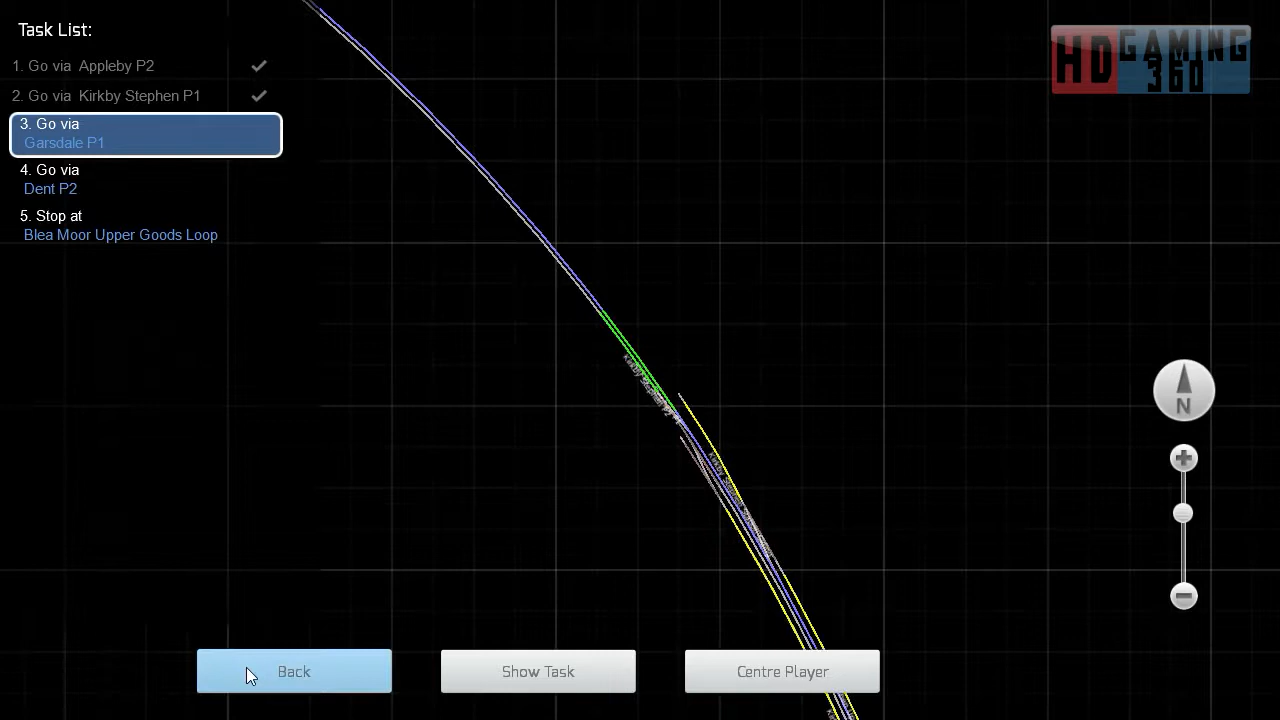 Task List:
1. Go via Appleby P2
2. Go via Kirkby Stephen P1
3. Go via
Garsdale P1
4. Go via
Dent P2
5. Stop at
Blea Moor Upper Goods Loop
HD GAMING
360
N
Back
Show Task
Centre Player